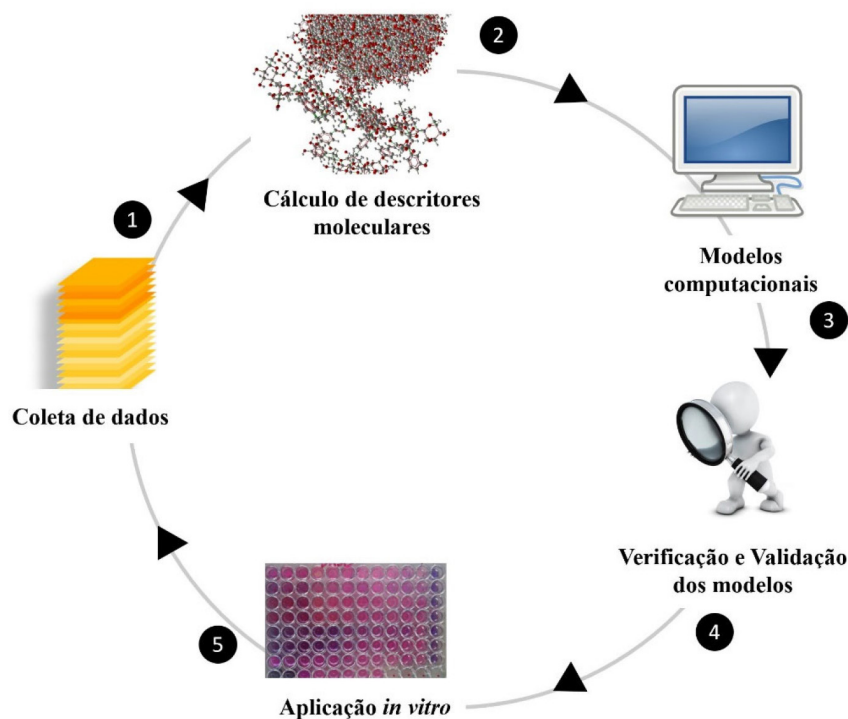 2
Cálculo de descritores
moleculares
1
Modelos
computacionais
3
Coleta de dados
Verificação e Validação
dos modelos
4
5
Aplicação in vitro